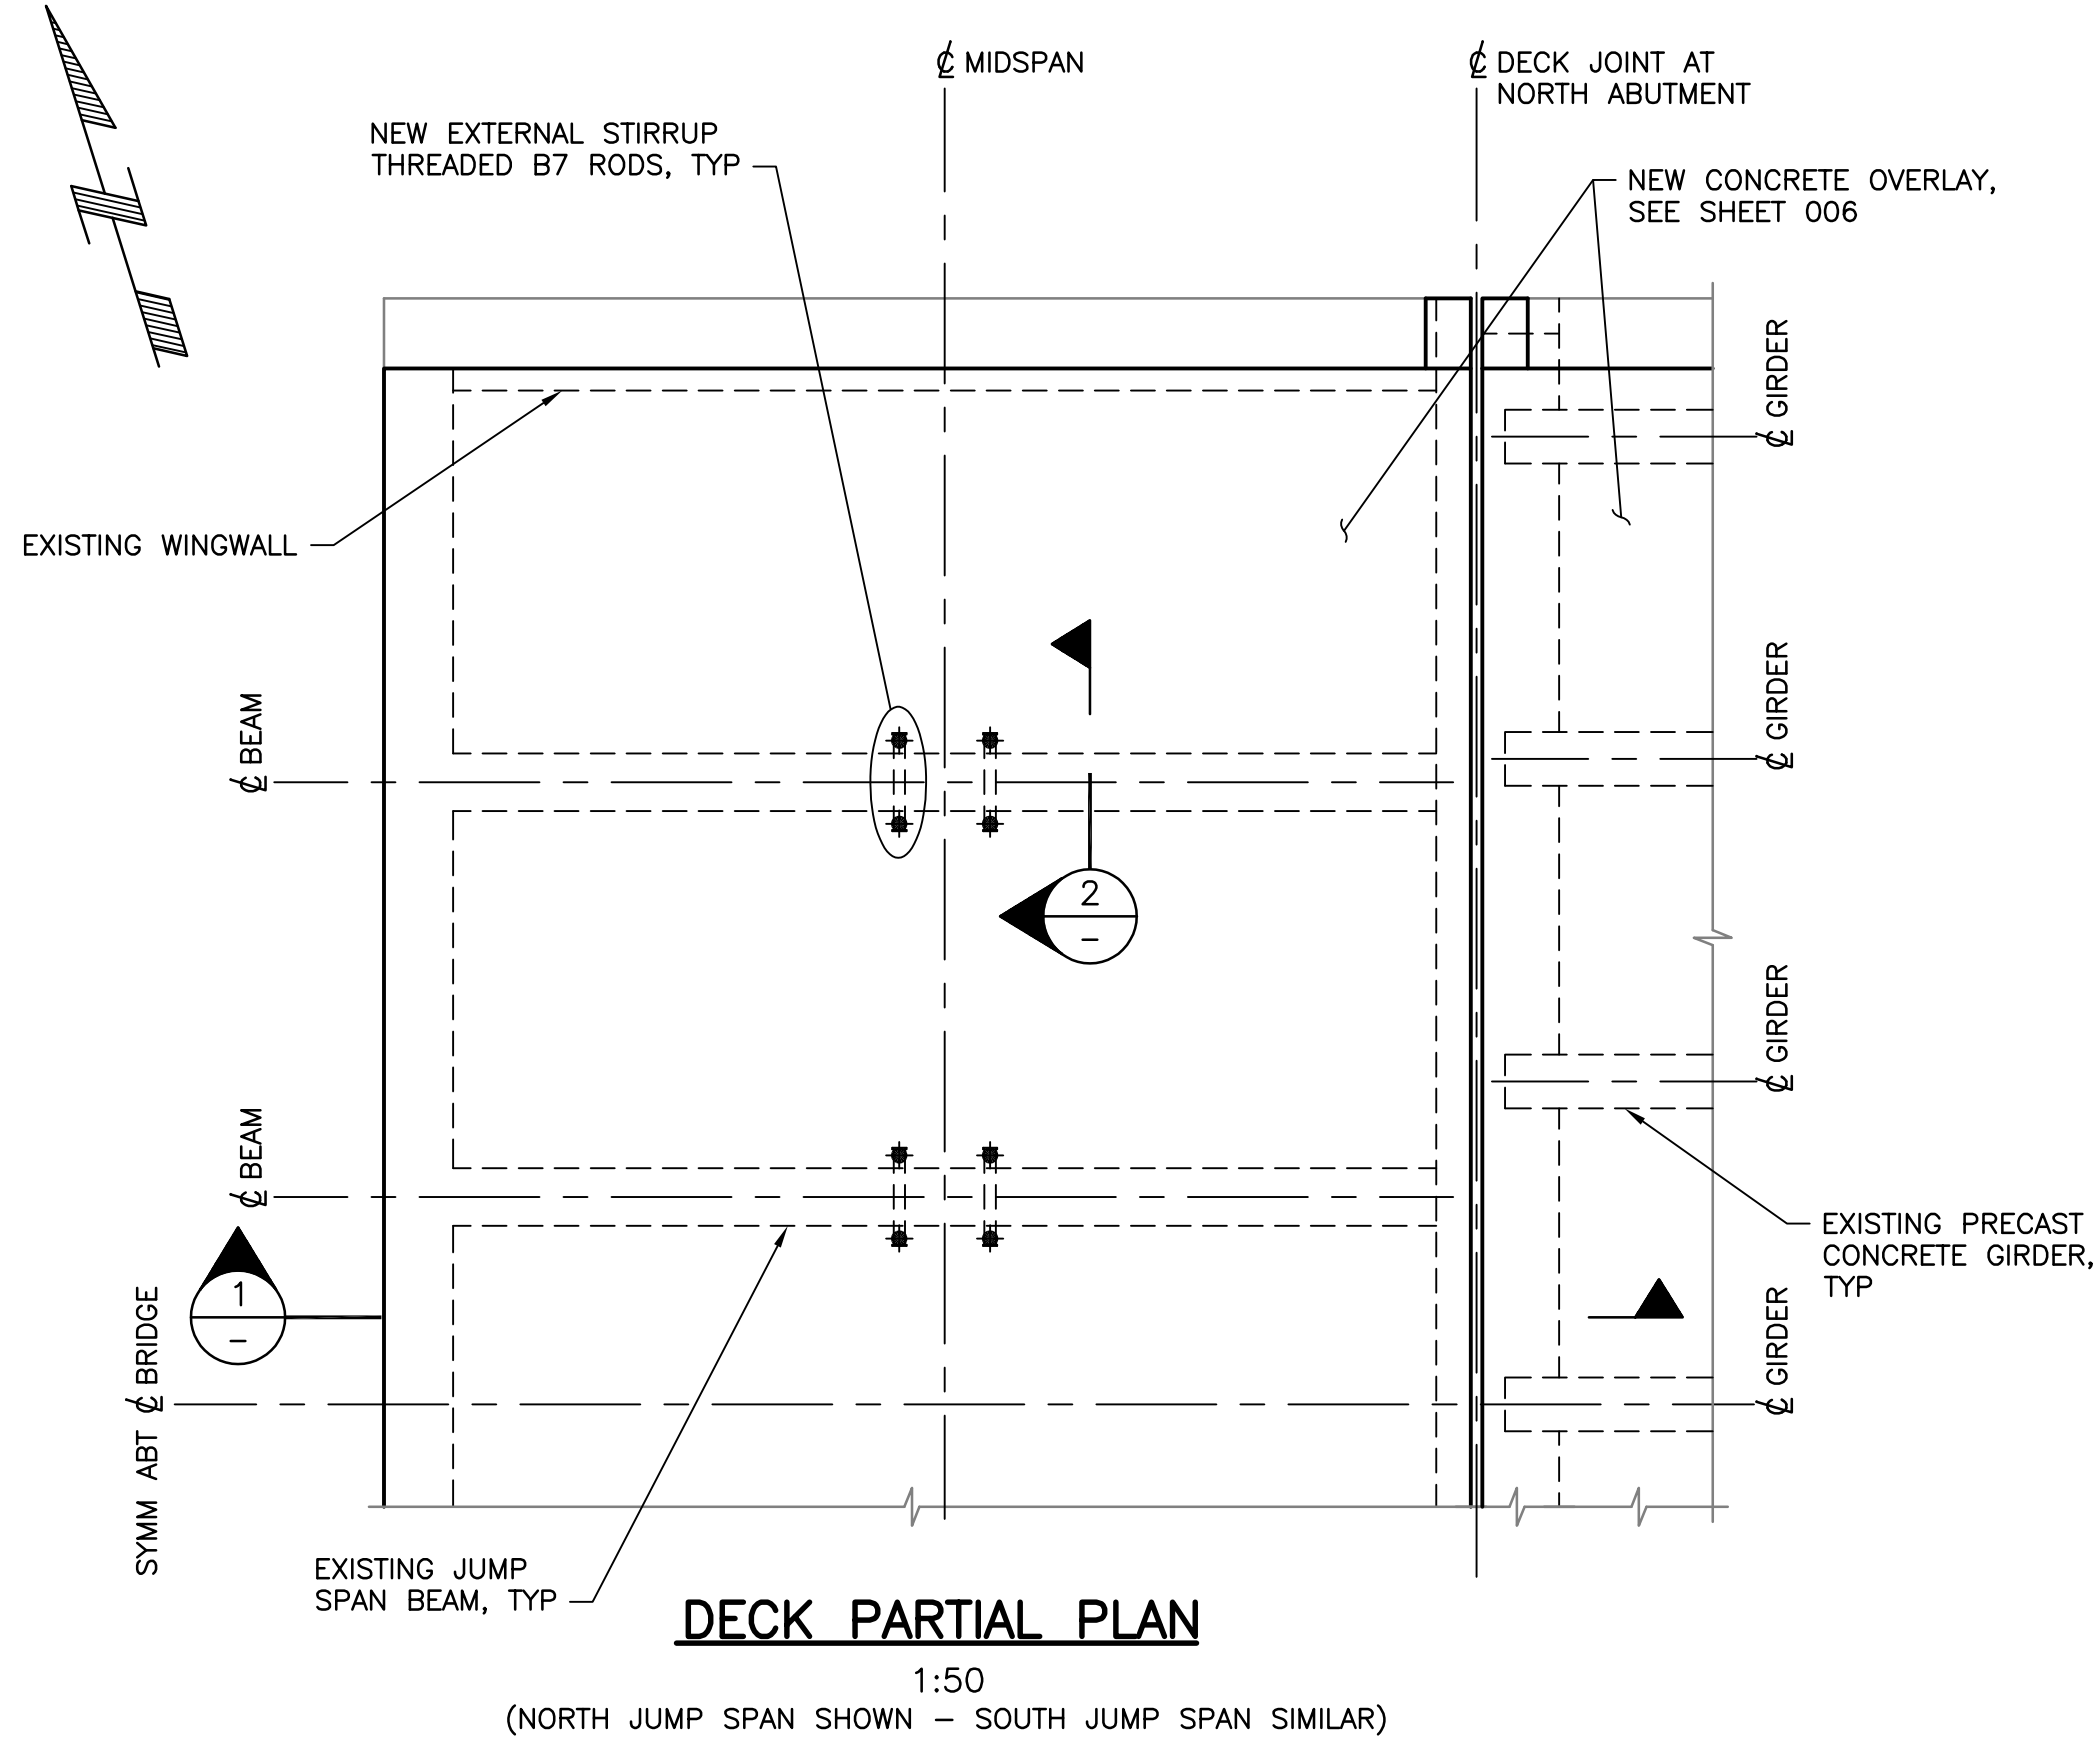 ℄ MIDSPAN
℄ DECK JOINT AT
NORTH ABUTMENT
NEW EXTERNAL STIRRUP
THREADED B7 RODS, TYP
NEW CONCRETE OVERLAY,
SEE SHEET 006
N
℄ GIRDER
EXISTING WINGWALL
℄ BEAM
℄ GIRDER
2
-
℄ GIRDER
℄ BEAM
EXISTING PRECAST
CONCRETE GIRDER,
TYP
1
-
SYMM ABT ℄ BRIDGE
℄ GIRDER
EXISTING JUMP
SPAN BEAM, TYP
DECK PARTIAL PLAN
1:50
(NORTH JUMP SPAN SHOWN – SOUTH JUMP SPAN SIMILAR)